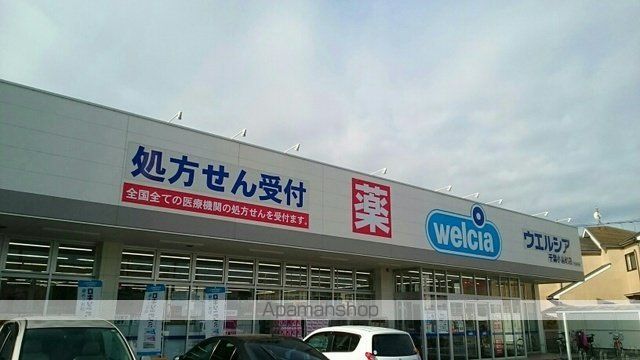 処方せん受付
全国全ての医療機関の処方せんを受付ます。
薬
welcia
ウエルシア
Apamanshop